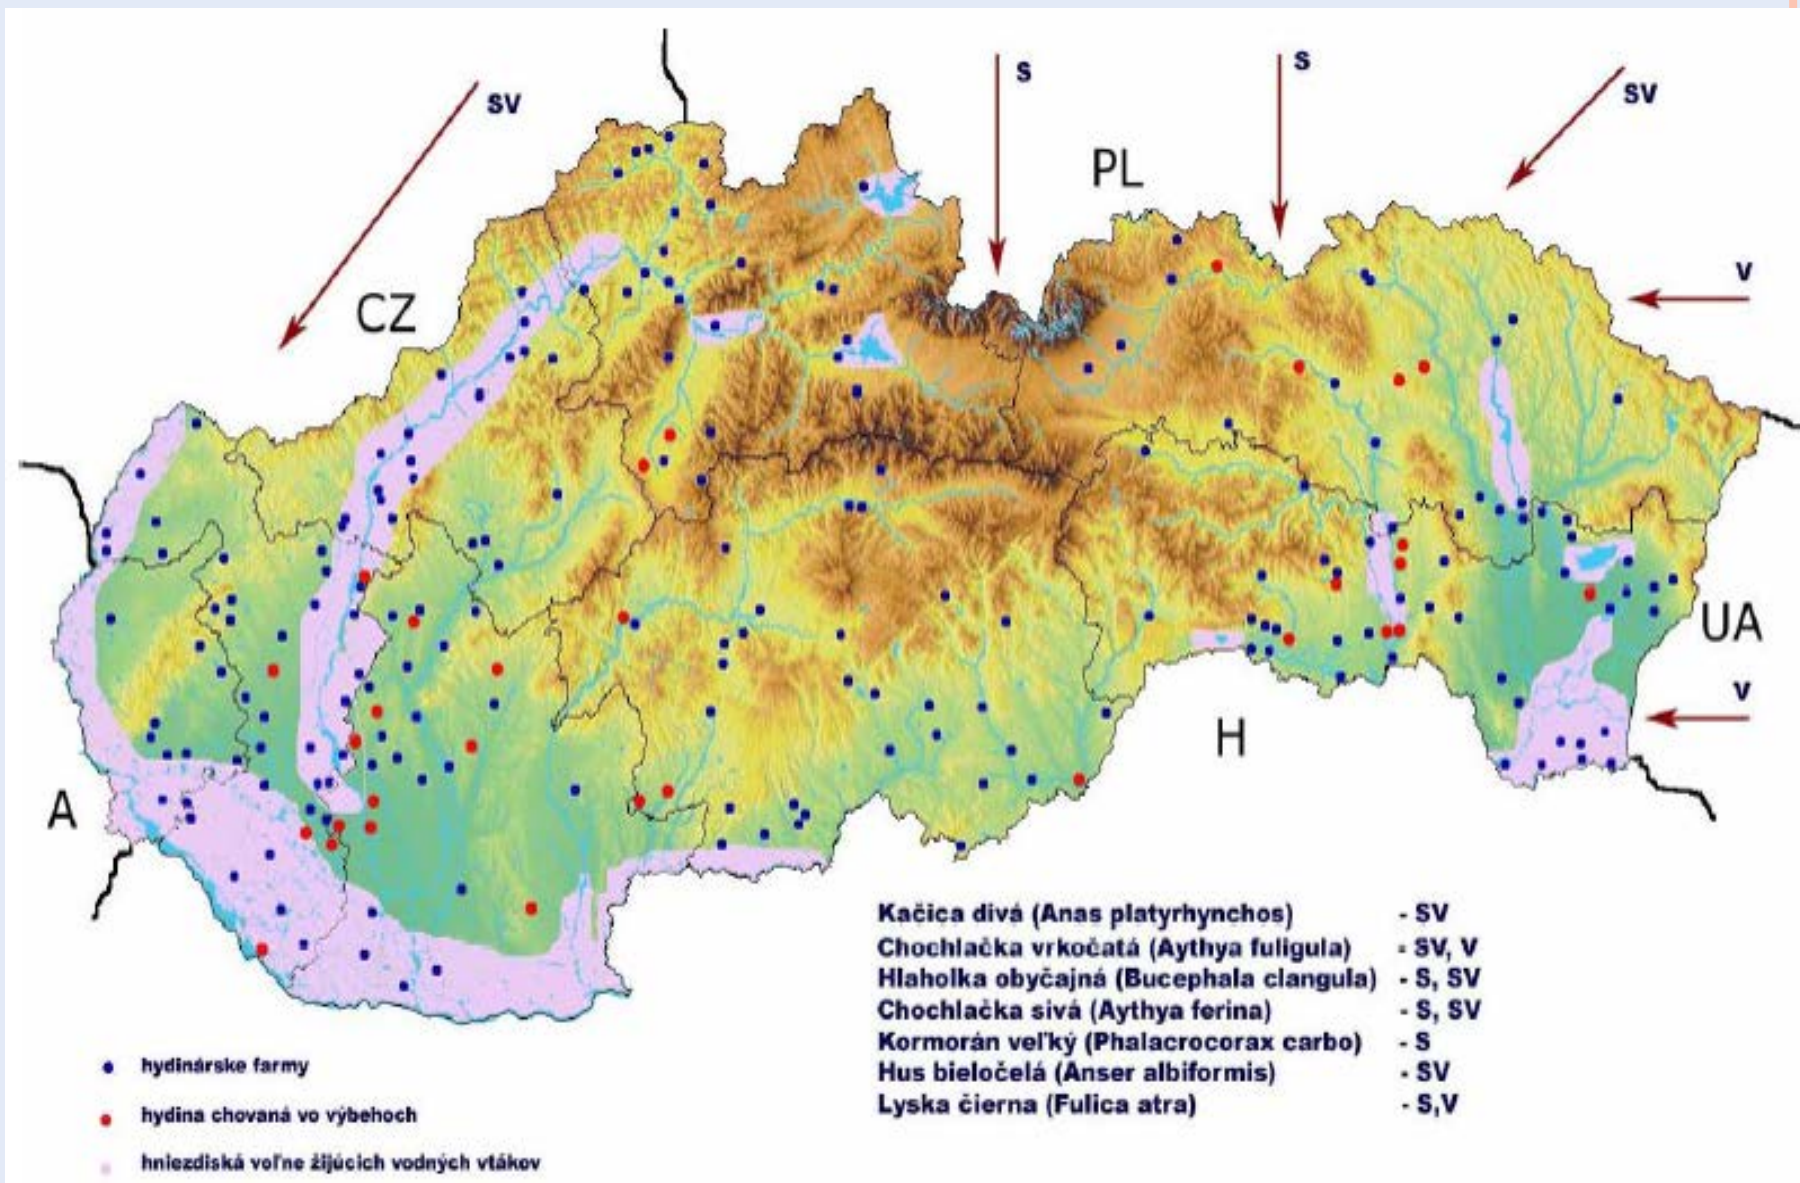 SV
S
S
SV
PL
CZ
V
UA
V
H
A
Kačica divá (Anas platyrhynchos) - SV
Chochlačka vrkočatá (Aythya fuligula) - SV, V
Hlaholka obyčajná (Bucephala clangula) - S, SV
Chochlačka sivá (Aythya ferina) - S, SV
Kormorán veľký (Phalacrocorax carbo) - S
Hus bieločelá (Anser albiformis) - SV
Lyska čierna (Fulica atra) - S,V
hydinárske farmy
hydina chovaná vo výbehoch
hniezdiská voľne žijúcich vodných vtákov